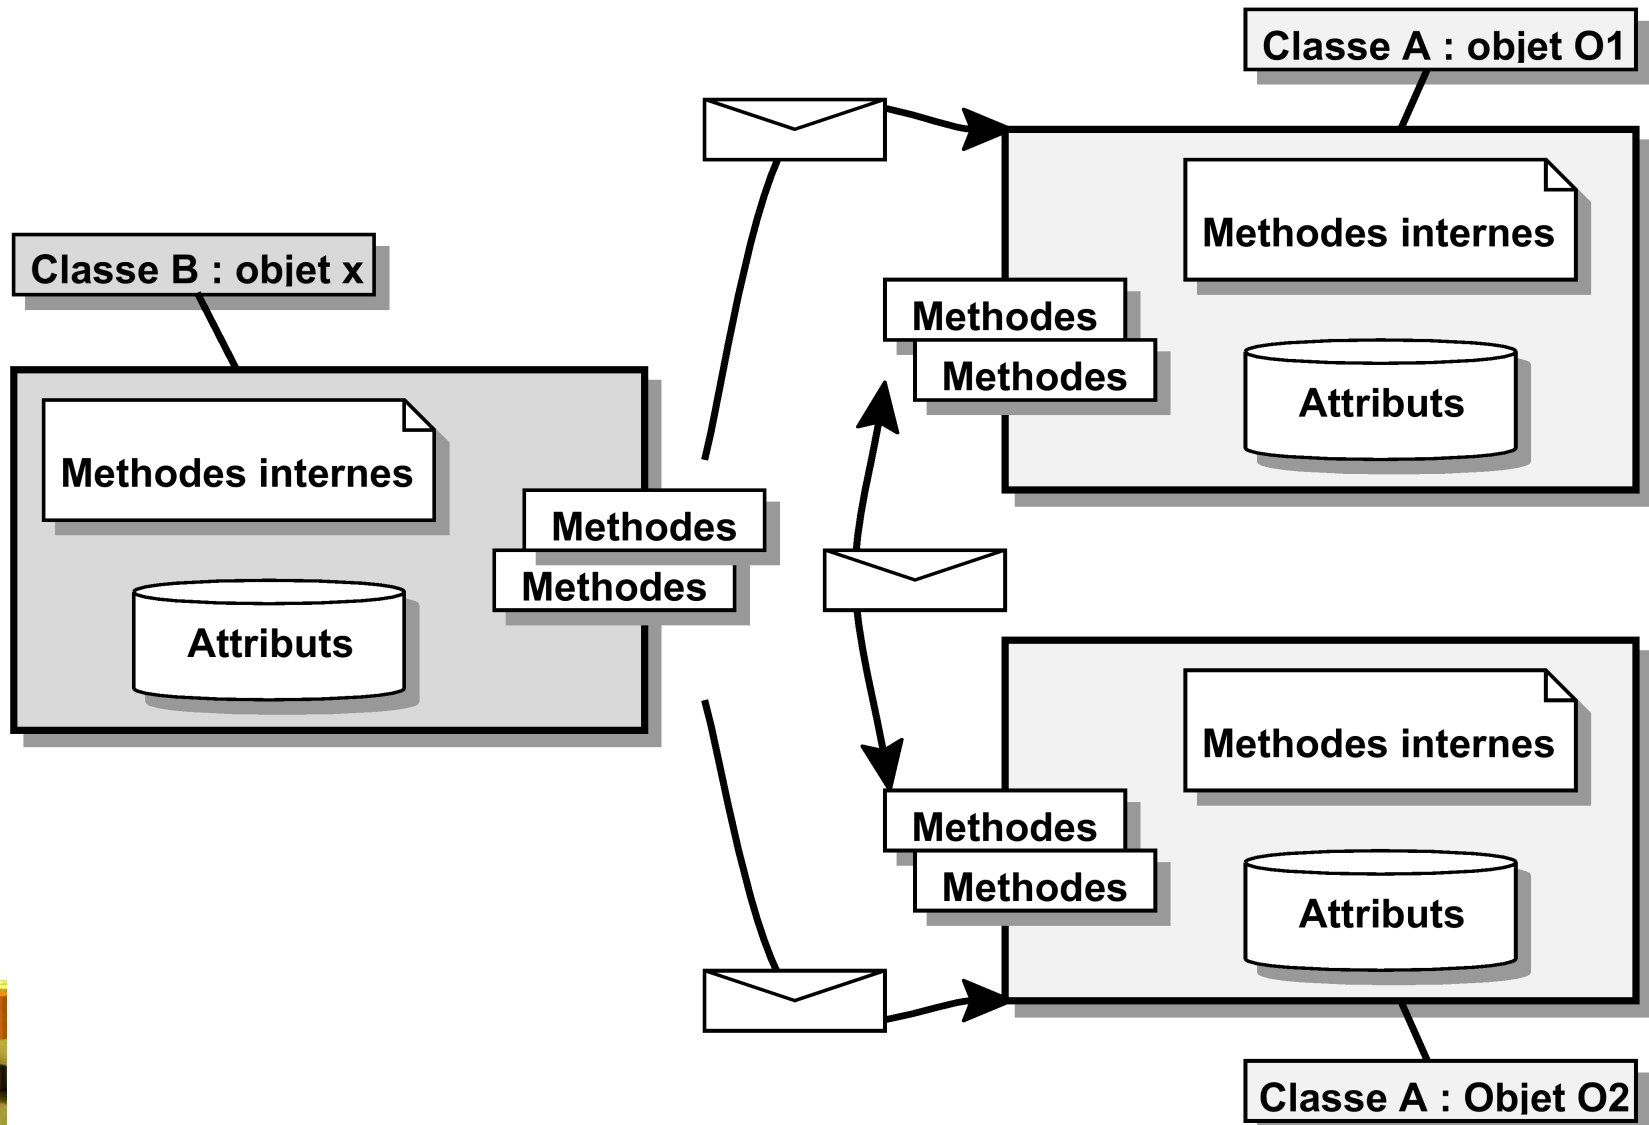 Classe A : objet O1
Methodes internes
Methodes
Methodes
Attributs
Classe B : objet x
Methodes internes
Methodes
Methodes
Attributs
Methodes internes
Methodes
Methodes
Attributs
Classe A : Objet O2